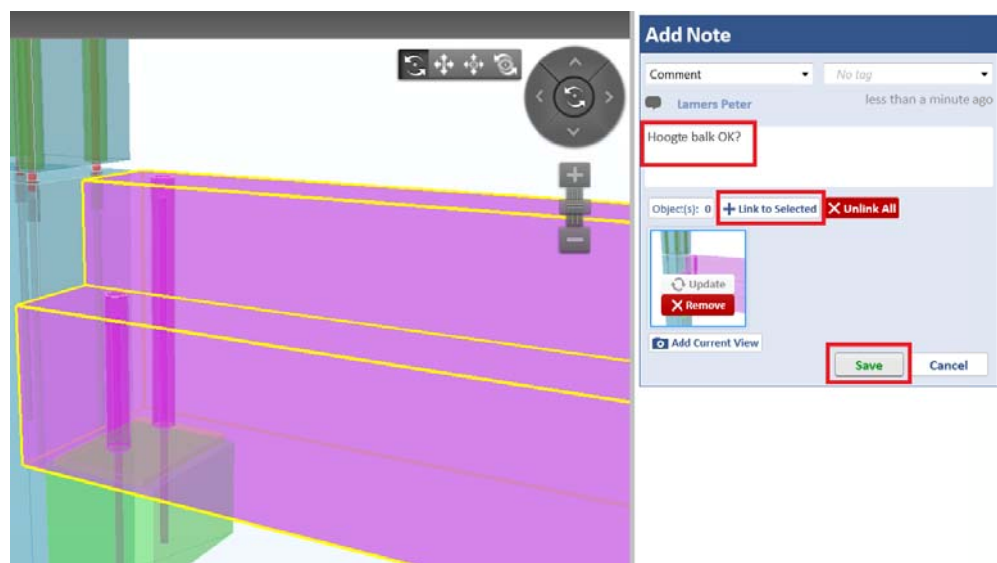 Add Note
Comment
No tag
Lamers Peter
less than a minute ago
Hoogte balk OK?
Object(s): 0
Link to Selected
Unlink All
Update
Remove
Add Current View
Save
Cancel